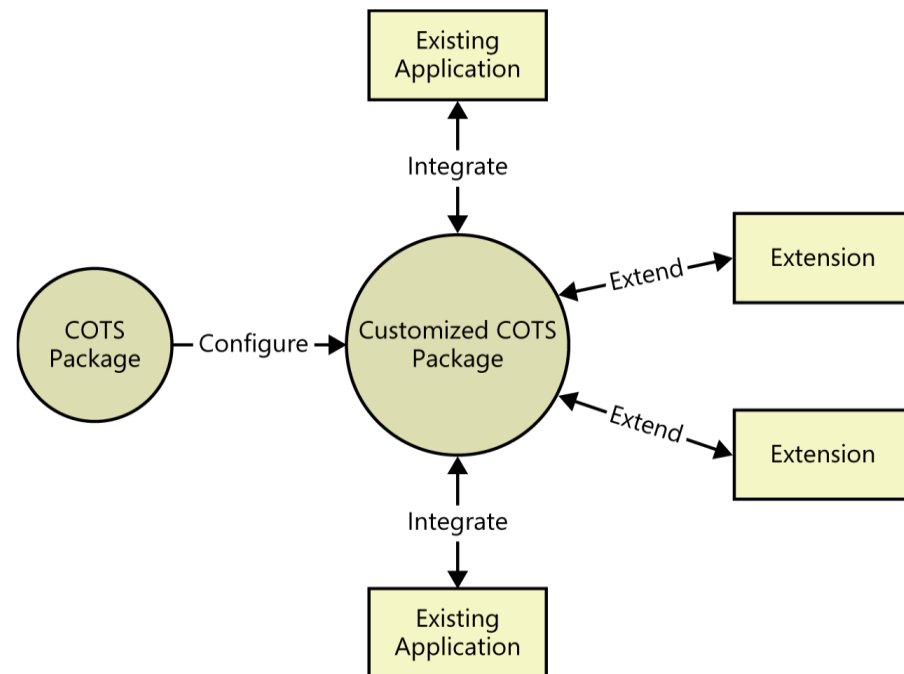 Existing
Application
Integrate
Extension
Extend
COTS
Package
Configure
Customized COTS
Package
Extend
Extension
Integrate
Existing
Application